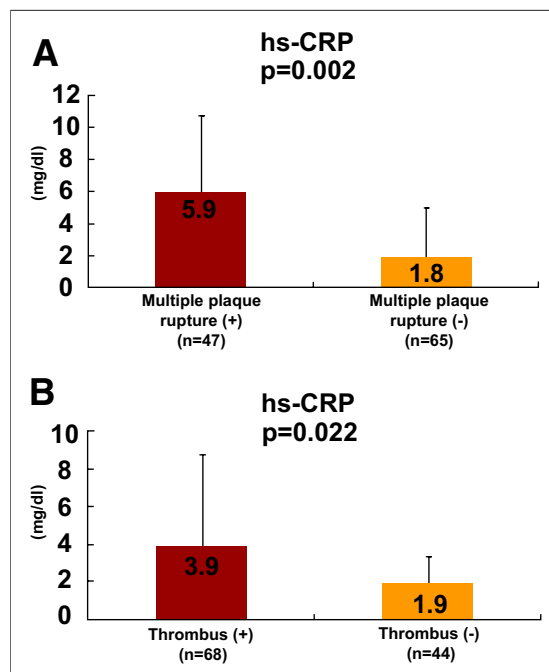 A
hs-CRP
p=0.002
(mg/dl)
12
10
8
6
4
2
0
5.9
1.8
Multiple plaque
rupture (+)
(n=47)
Multiple plaque
rupture (-)
(n=65)
B
hs-CRP
p=0.022
(mg/dl)
10
8
6
4
2
0
3.9
1.9
Thrombus (+)
(n=68)
Thrombus (-)
(n=44)